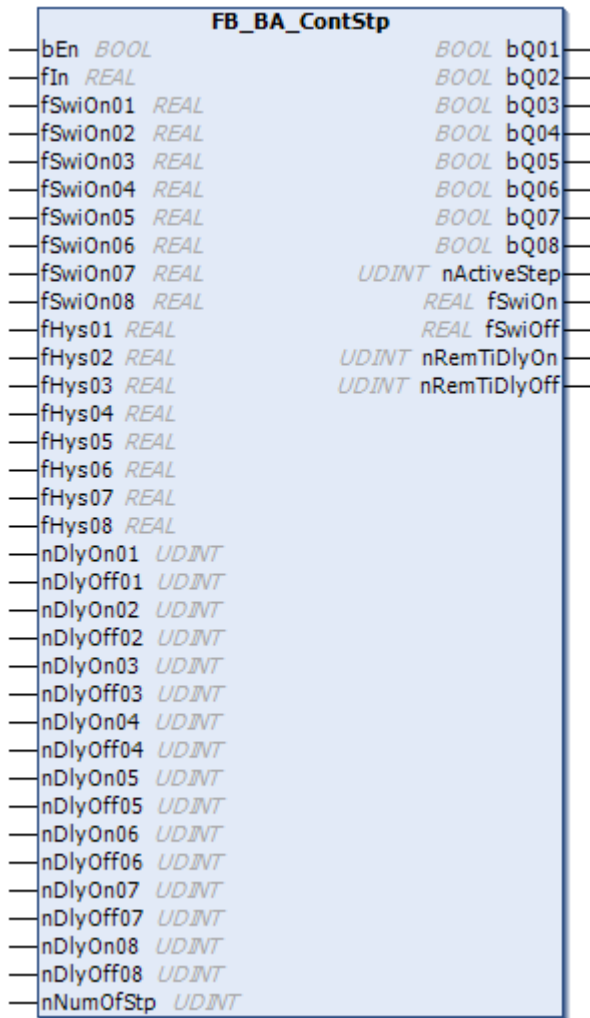 FB_BA_ContStp
bEn BOOL BOOL bQ01
fIn REAL BOOL bQ02
fSwiOn01 REAL BOOL bQ03
fSwiOn02 REAL BOOL bQ04
fSwiOn03 REAL BOOL bQ05
fSwiOn04 REAL BOOL bQ06
fSwiOn05 REAL BOOL bQ07
fSwiOn06 REAL BOOL bQ08
fSwiOn07 REAL UDINT nActiveStep
fSwiOn08 REAL REAL fSwiOn
fHys01 REAL REAL fSwiOff
fHys02 REAL UDINT nRemTiDlyOn
fHys03 REAL UDINT nRemTiDlyOff
fHys04 REAL
fHys05 REAL
fHys06 REAL
fHys07 REAL
fHys08 REAL
nDlyOn01 UDINT
nDlyOff01 UDINT
nDlyOn02 UDINT
nDlyOff02 UDINT
nDlyOn03 UDINT
nDlyOff03 UDINT
nDlyOn04 UDINT
nDlyOff04 UDINT
nDlyOn05 UDINT
nDlyOff05 UDINT
nDlyOn06 UDINT
nDlyOff06 UDINT
nDlyOn07 UDINT
nDlyOff07 UDINT
nDlyOn08 UDINT
nDlyOff08 UDINT
nNumOfStp UDINT